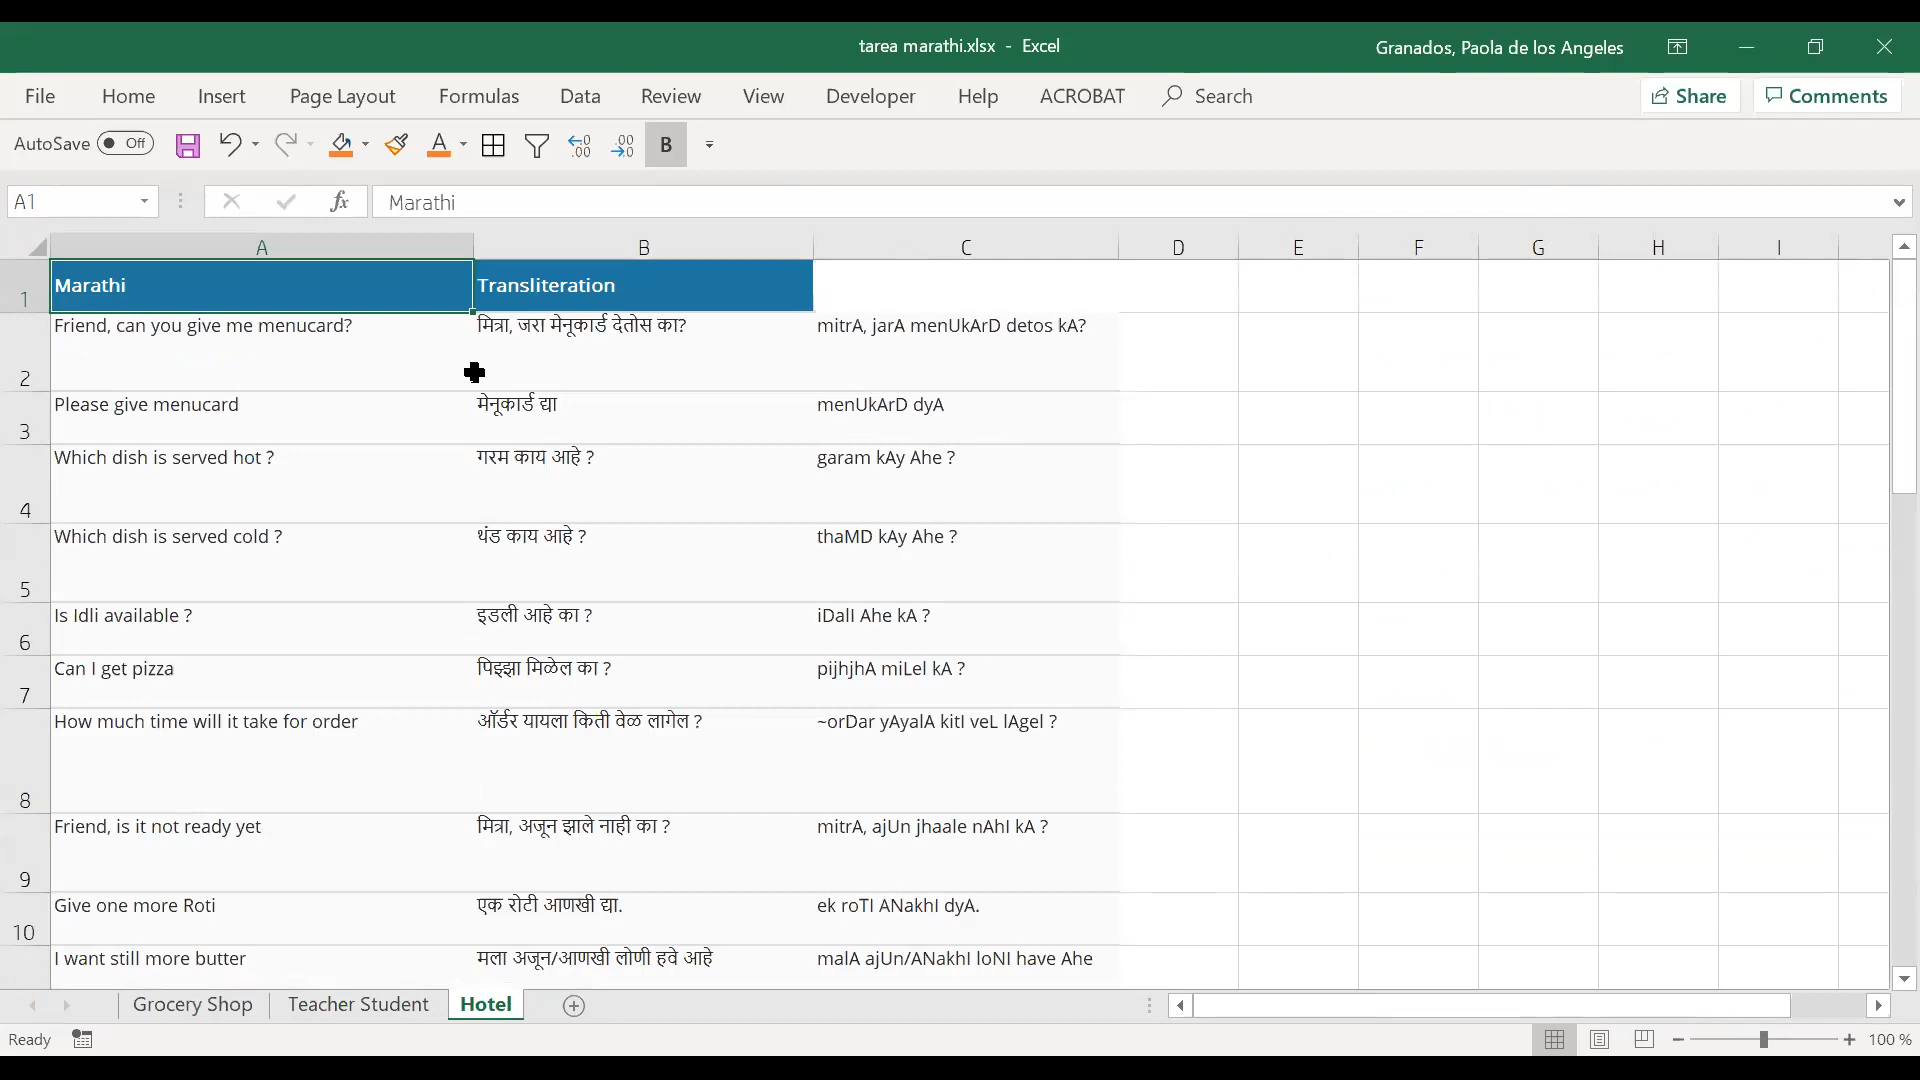 tarea marathi.xlsx - Excel
Granados, Paola de los Angeles
File Home Insert Page Layout Formulas Data Review View Developer Help ACROBAT Search Share Comments
AutoSave Off B
A1 fx Marathi
A B C D E F G H I
1 Marathi Transliteration
2 Friend, can you give me menucard? मित्रा, जरा मेनूकार्ड देतोस का? mitrA, jarA menUkArD detos kA?
3 Please give menucard मेनूकार्ड द्या menUkArD dyA
4 Which dish is served hot ? गरम काय आहे ? garam kAy Ahe ?
5 Which dish is served cold ? थंड काय आहे ? thaMD kAy Ahe ?
6 Is Idli available ? इडली आहे का ? iDalI Ahe kA ?
7 Can I get pizza पिझ्झा मिळेल का ? pijhjhA miLel kA ?
8 How much time will it take for order ऑर्डर यायला किती वेळ लागेल ? ~orDar yAyalA kitI veL lAgel ?
9 Friend, is it not ready yet मित्रा, अजून झाले नाही का ? mitrA, ajUn jhaale nAhI kA ?
10 Give one more Roti एक रोटी आणखी द्या. ek roTI ANakhI dyA.
I want still more butter मला अजून/आणखी लोणी हवे आहे malA ajUn/ANakhI loNI have Ahe
Grocery Shop Teacher Student Hotel
Ready 100 %